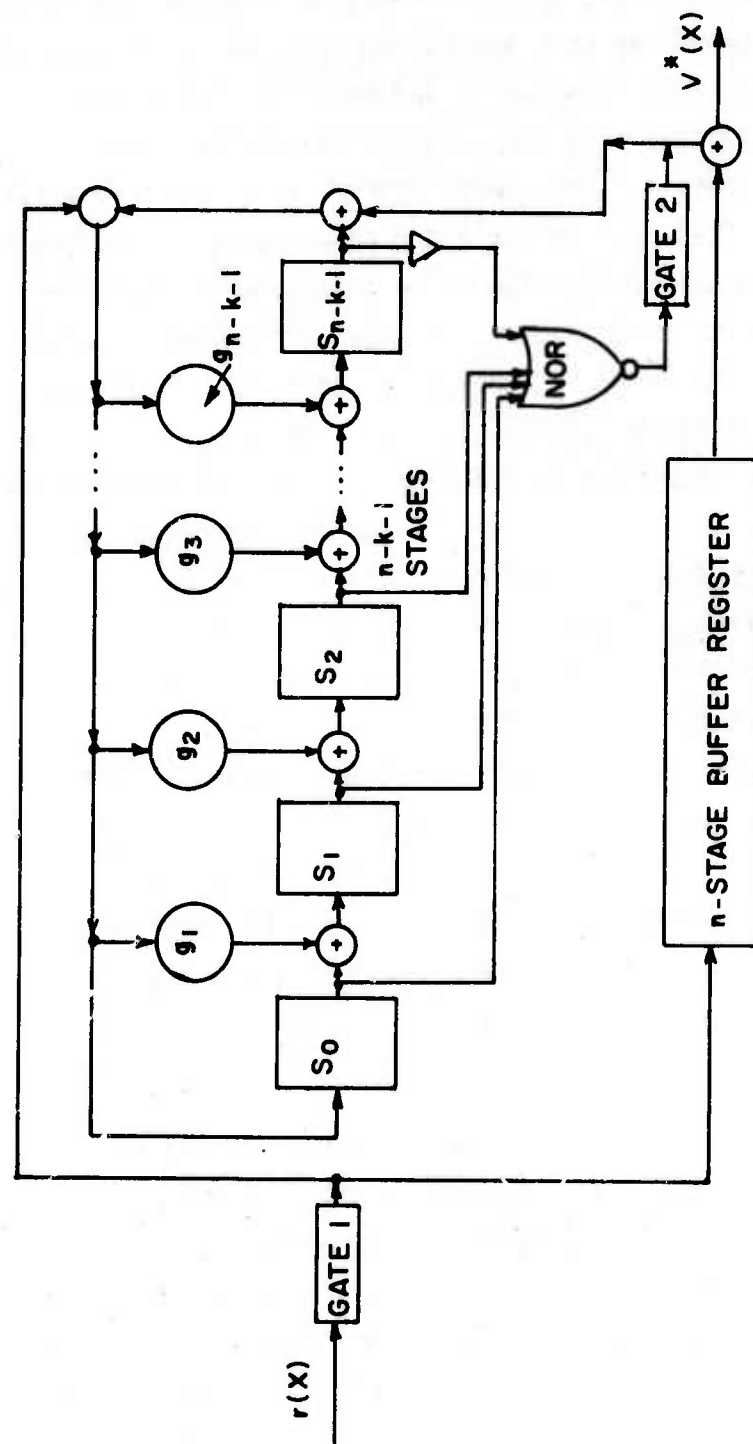 g₁
g₂
g₃
gₙ₋ₖ₋₁
S₀
S₁
S₂
Sₙ₋ₖ₋₁
+
+
+
+
+
. . .
. . . .
n-k-1
STAGES
NOR
r(X)
GATE 1
GATE 2
n-STAGE BUFFER REGISTER
+
V*(X)